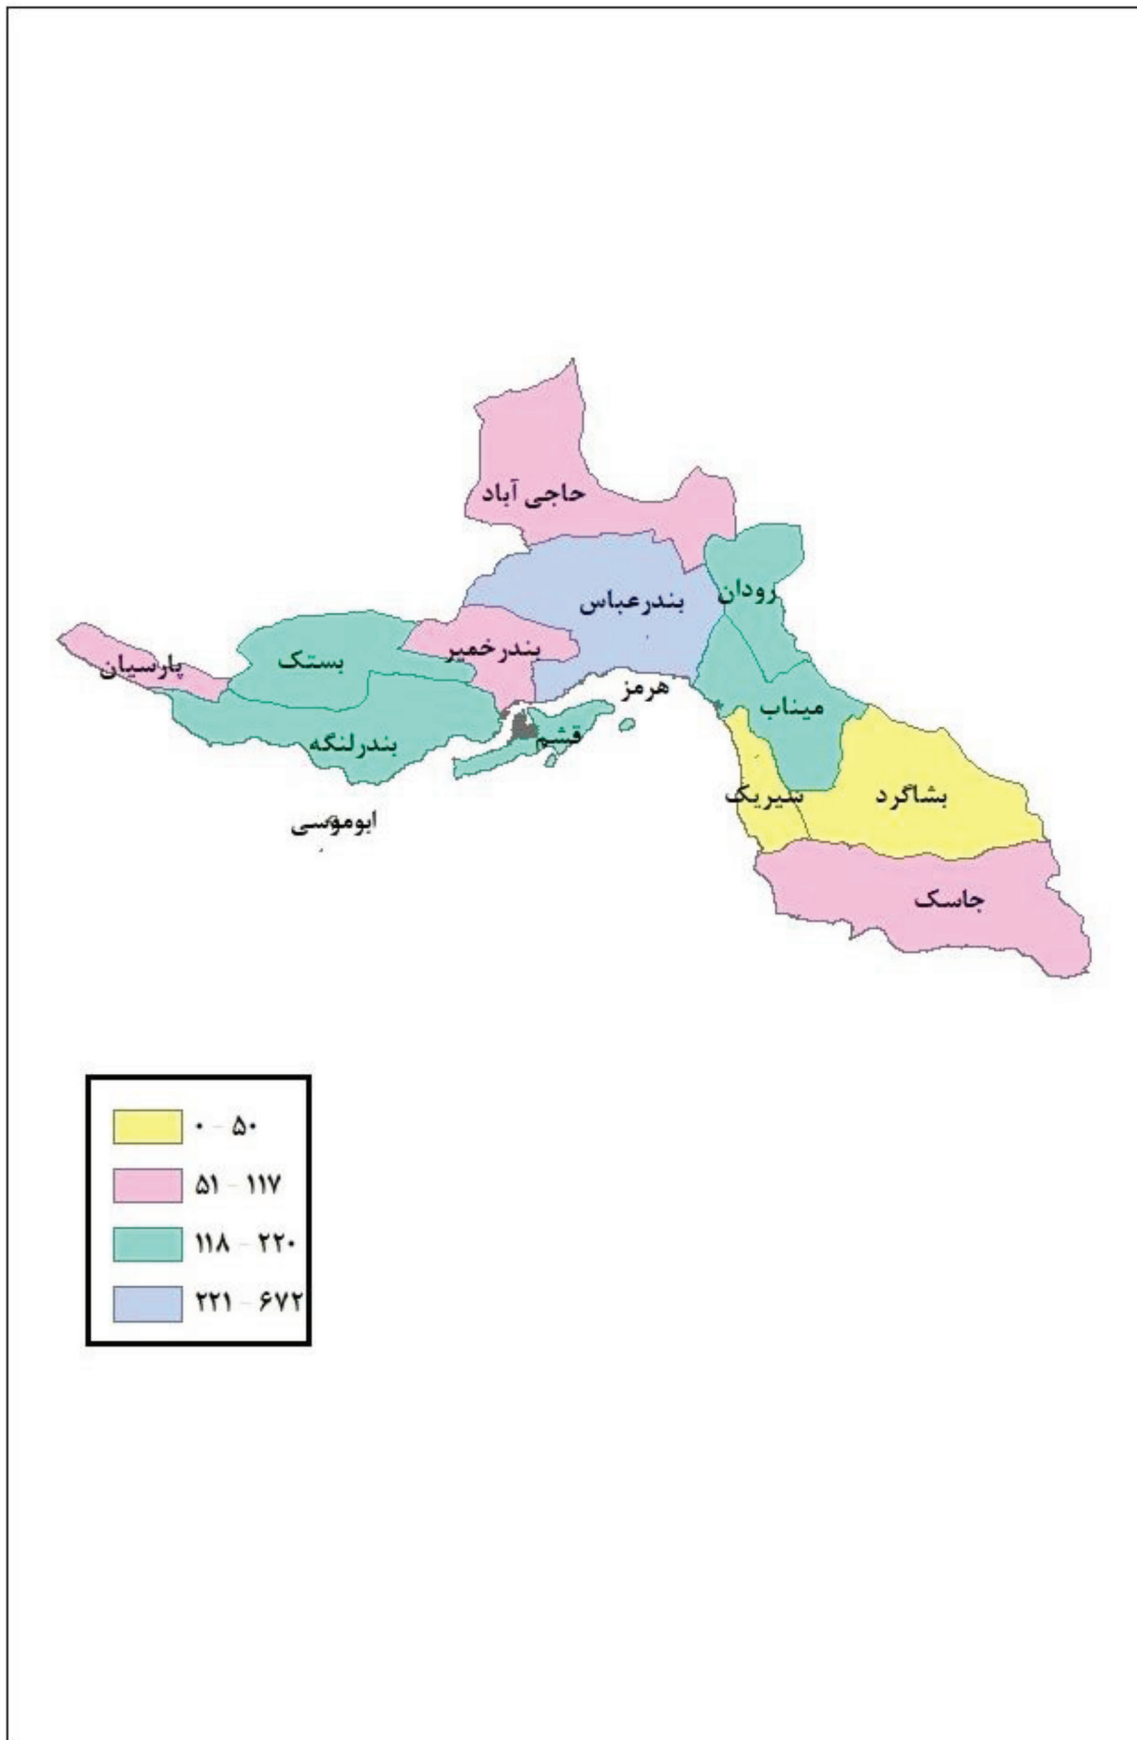 حاجی آباد
رودان
بندرعباس
بندرخمیر
بستک
پارسیان
هرمز
میناب
قشم
بندرلنگه
سیریک
بشاگرد
ابوموسی
جاسک
۰ - ۵۰
۵۱ - ۱۱۷
۱۱۸ - ۲۲۰
۲۲۱ - ۶۷۲